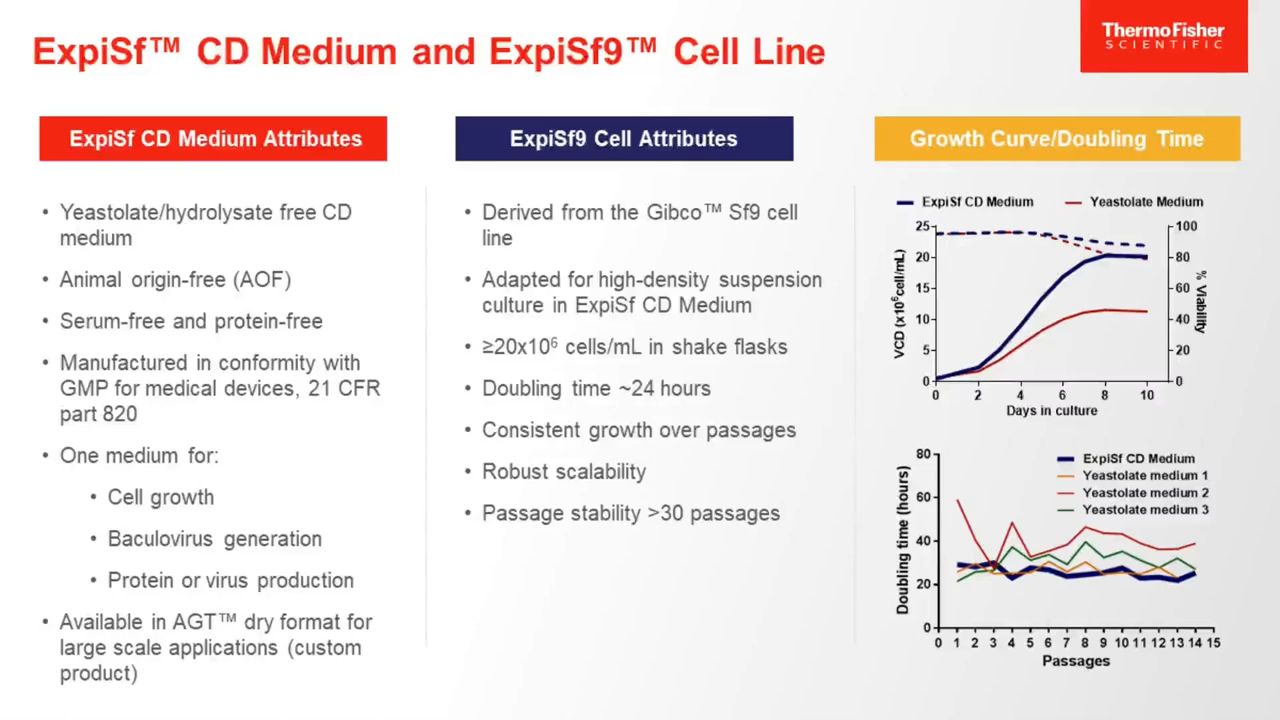 ExpiSf™ CD Medium and ExpiSf9™ Cell Line
ThermoFisher
SCIENTIFIC
ExpiSf CD Medium Attributes
• Yeastolate/hydrolysate free CD
medium
• Animal origin-free (AOF)
• Serum-free and protein-free
• Manufactured in conformity with
GMP for medical devices, 21 CFR
part 820
• One medium for:
• Cell growth
• Baculovirus generation
• Protein or virus production
• Available in AGT™ dry format for
large scale applications (custom
product)
ExpiSf9 Cell Attributes
• Derived from the Gibco™ Sf9 cell
line
• Adapted for high-density suspension
culture in ExpiSf CD Medium
• ≥20x10⁶ cells/mL in shake flasks
• Doubling time ~24 hours
• Consistent growth over passages
• Robust scalability
• Passage stability >30 passages
Growth Curve/Doubling Time
ExpiSf CD Medium
Yeastolate Medium
VCD (x10⁶cell/mL)
25
20
15
10
5
0
100
80
60
40
20
0
% Viability
0 2 4 6 8 10
Days in culture
ExpiSf CD Medium
Yeastolate medium 1
Yeastolate medium 2
Yeastolate medium 3
Doubling time (hours)
80
60
40
20
0
0 1 2 3 4 5 6 7 8 9 10 11 12 13 14 15
Passages